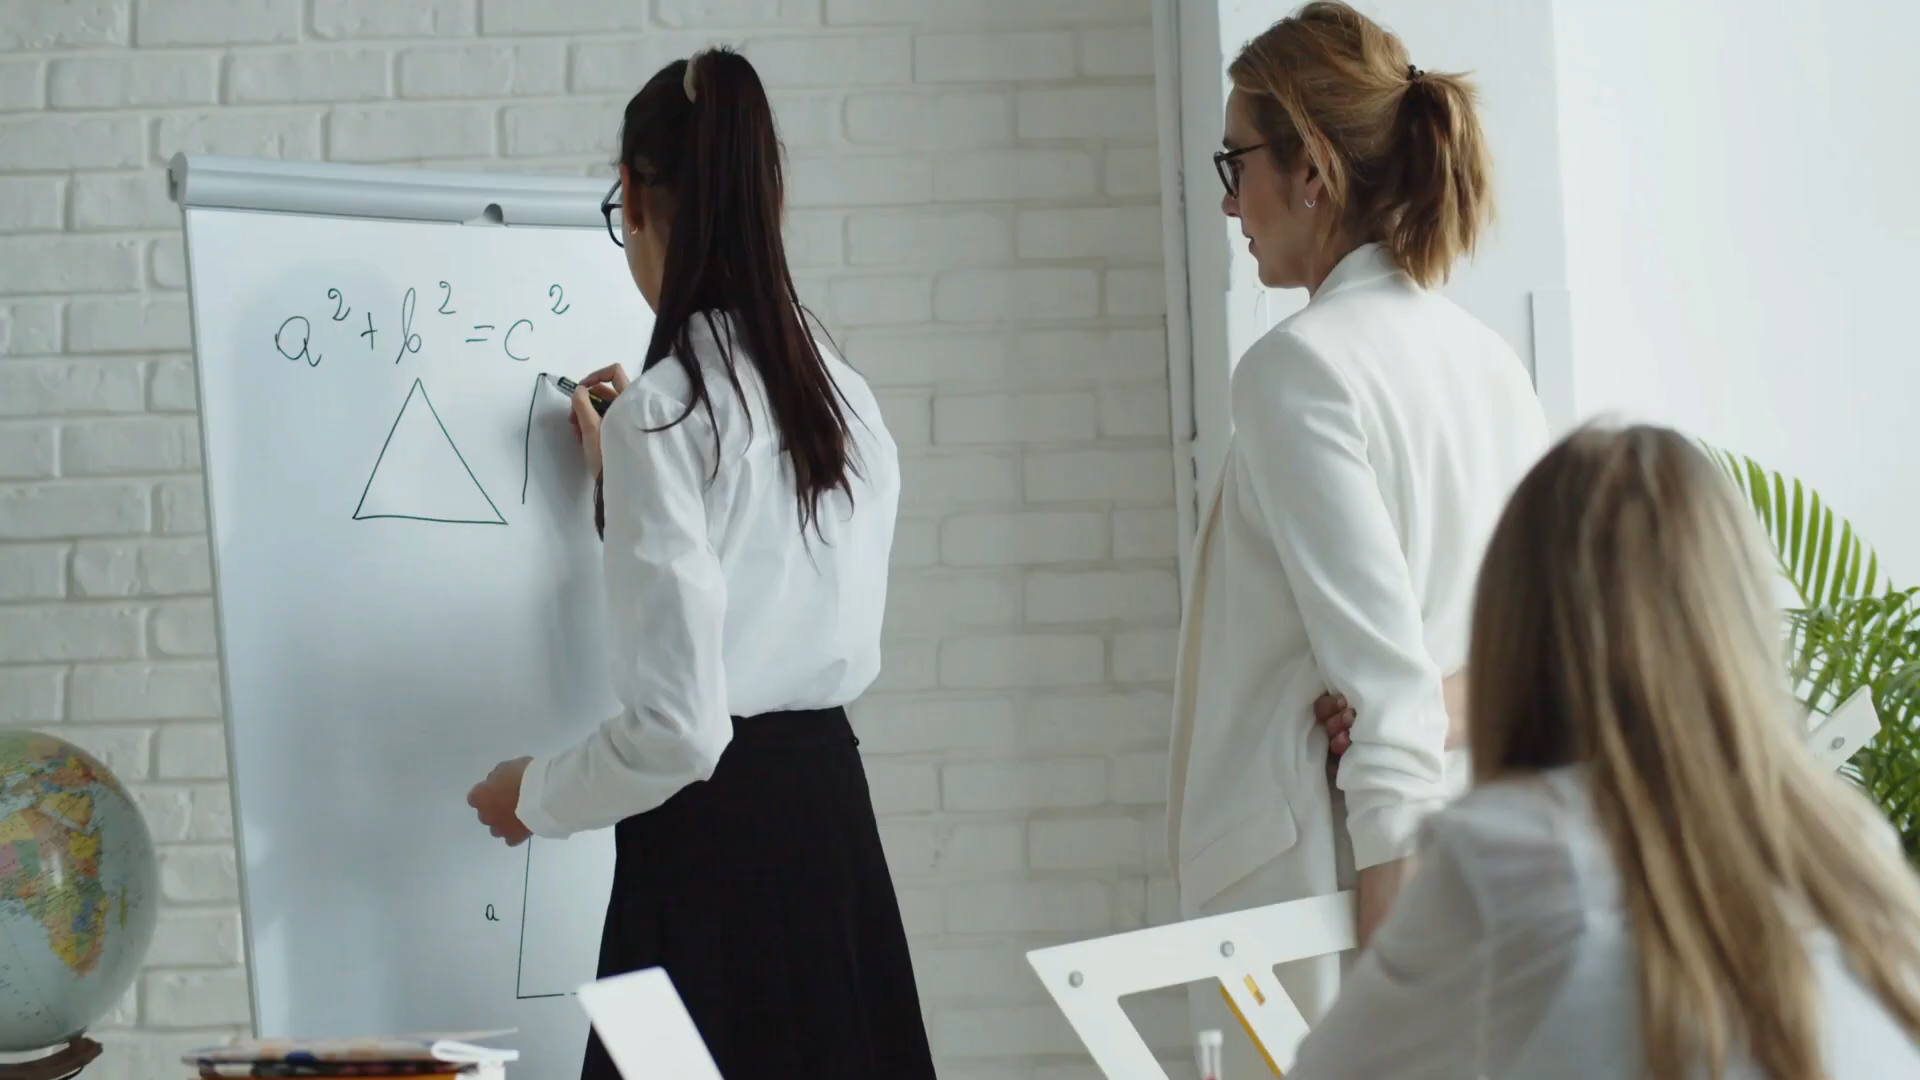 a² + b² = c²
a